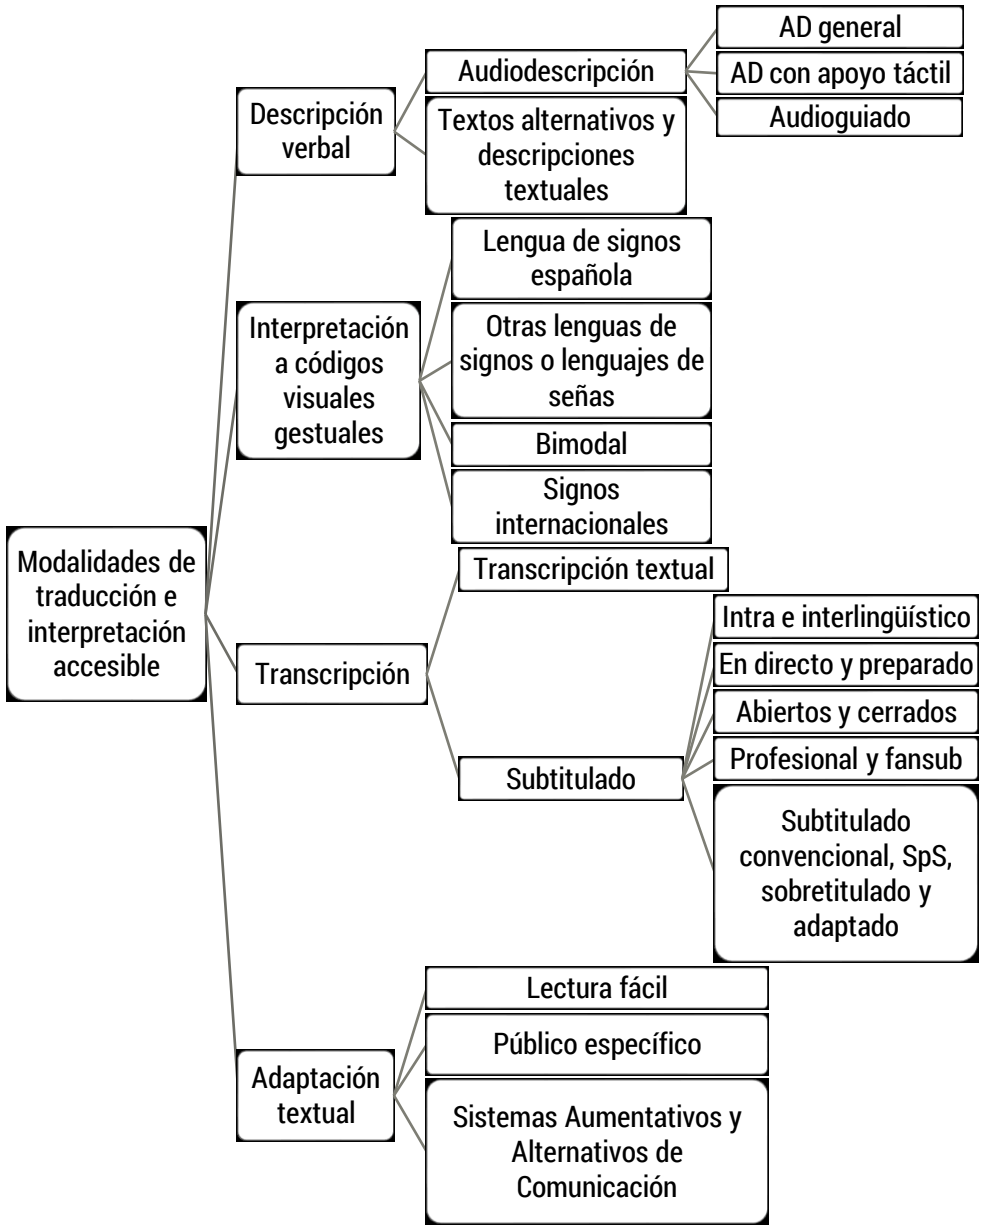 Modalidades de
traducción e
interpretación
accesible
Descripción
verbal
Audiodescripción
AD general
AD con apoyo táctil
Audioguiado
Textos alternativos y
descripciones
textuales
Interpretación
a códigos
visuales
gestuales
Lengua de signos
española
Otras lenguas de
signos o lenguajes de
señas
Bimodal
Signos
internacionales
Transcripción
Transcripción textual
Subtitulado
Intra e interlingüístico
En directo y preparado
Abiertos y cerrados
Profesional y fansub
Subtitulado
convencional, SpS,
sobretitulado y
adaptado
Adaptación
textual
Lectura fácil
Público específico
Sistemas Aumentativos y
Alternativos de
Comunicación